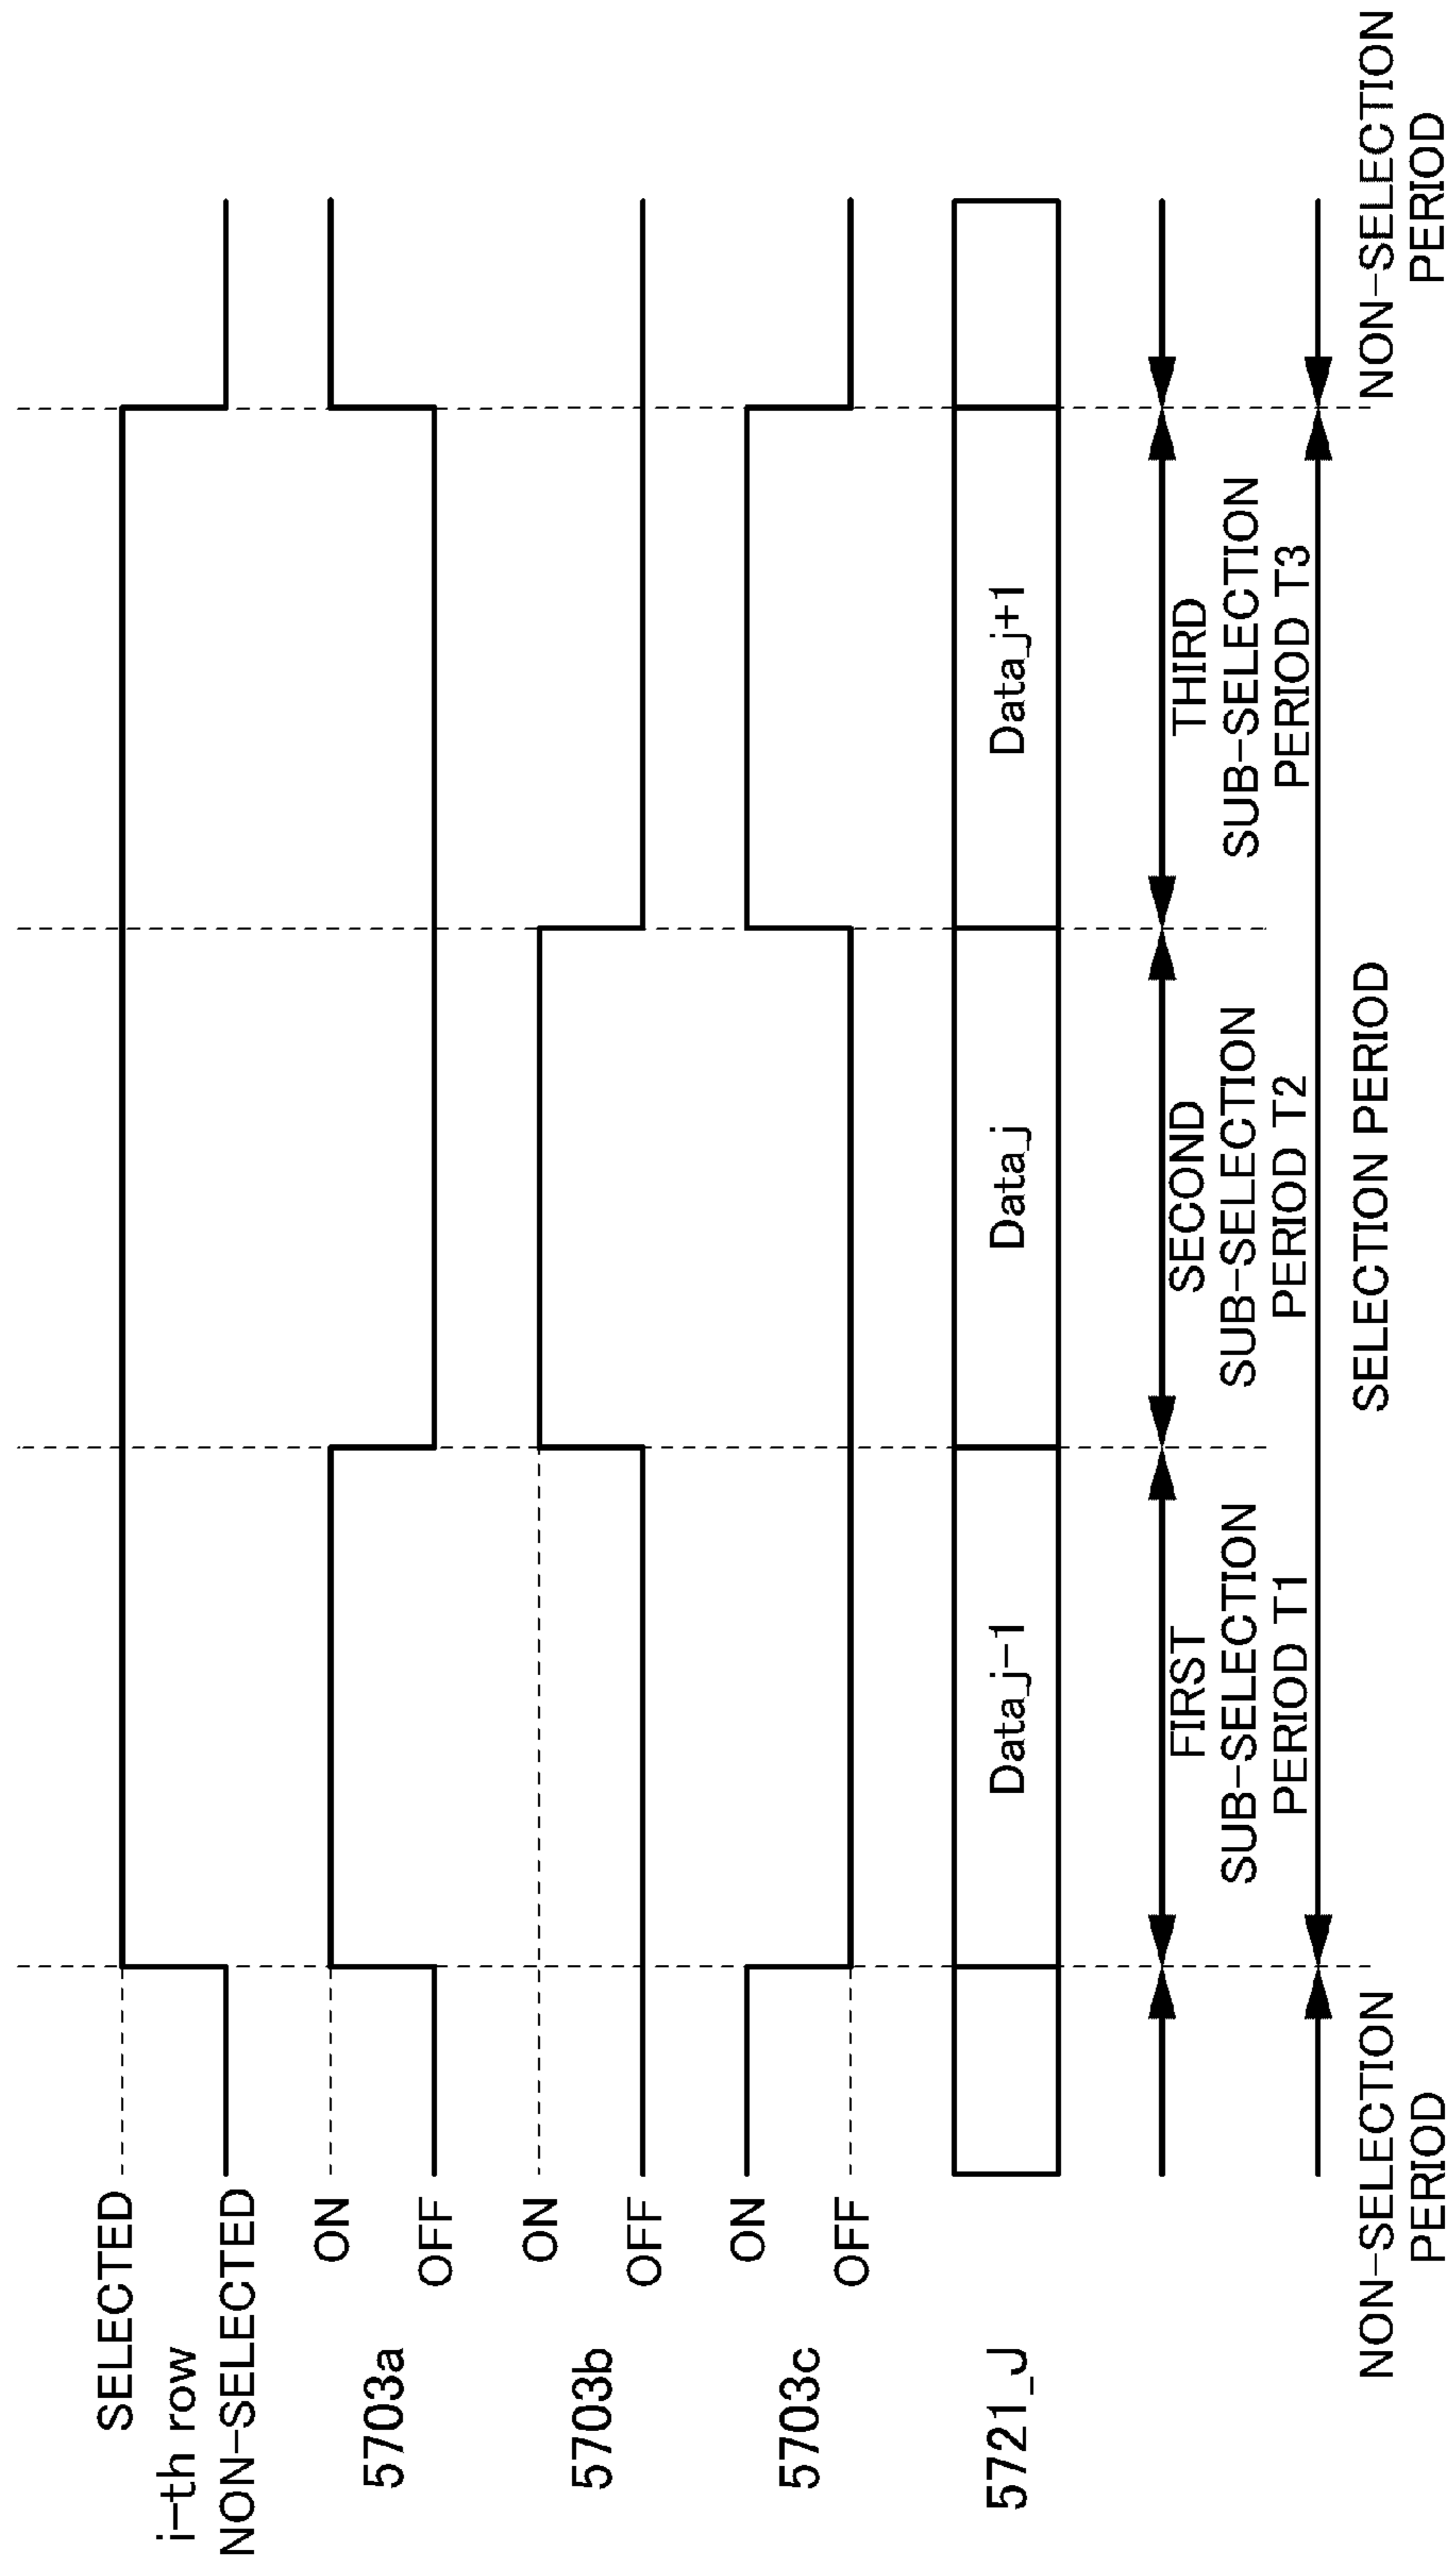 SELECTED
i-th row
NON-SELECTED
ON
5703a
OFF
ON
5703b
OFF
ON
5703c
OFF
5721_J
Data_j-1
Data_j
Data_j+1
FIRST
SUB-SELECTION
PERIOD T1
SECOND
SUB-SELECTION
PERIOD T2
THIRD
SUB-SELECTION
PERIOD T3
NON-SELECTION
PERIOD
SELECTION PERIOD
NON-SELECTION
PERIOD